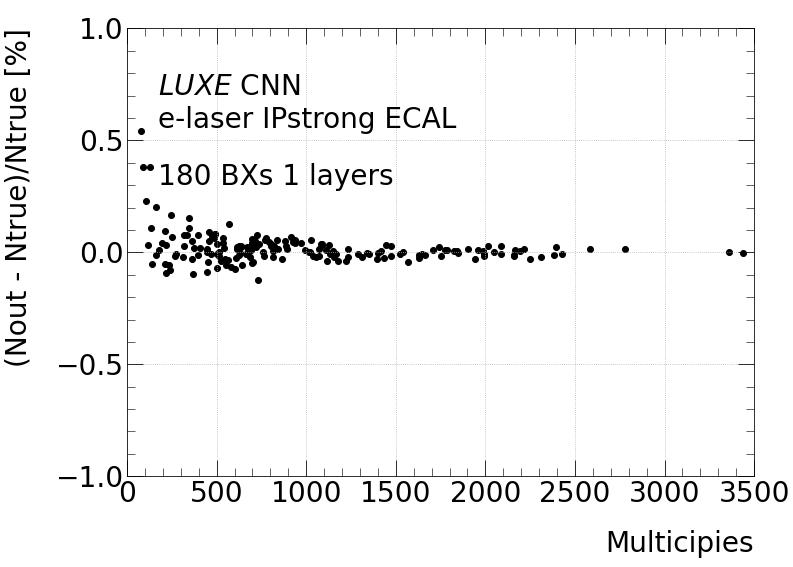 (Nout - Ntrue)/Ntrue [%]
1.0
0.5
0.0
−0.5
−1.0
LUXE CNN
e-laser IPstrong ECAL
180 BXs 1 layers
0 500 1000 1500 2000 2500 3000 3500
Multicipies